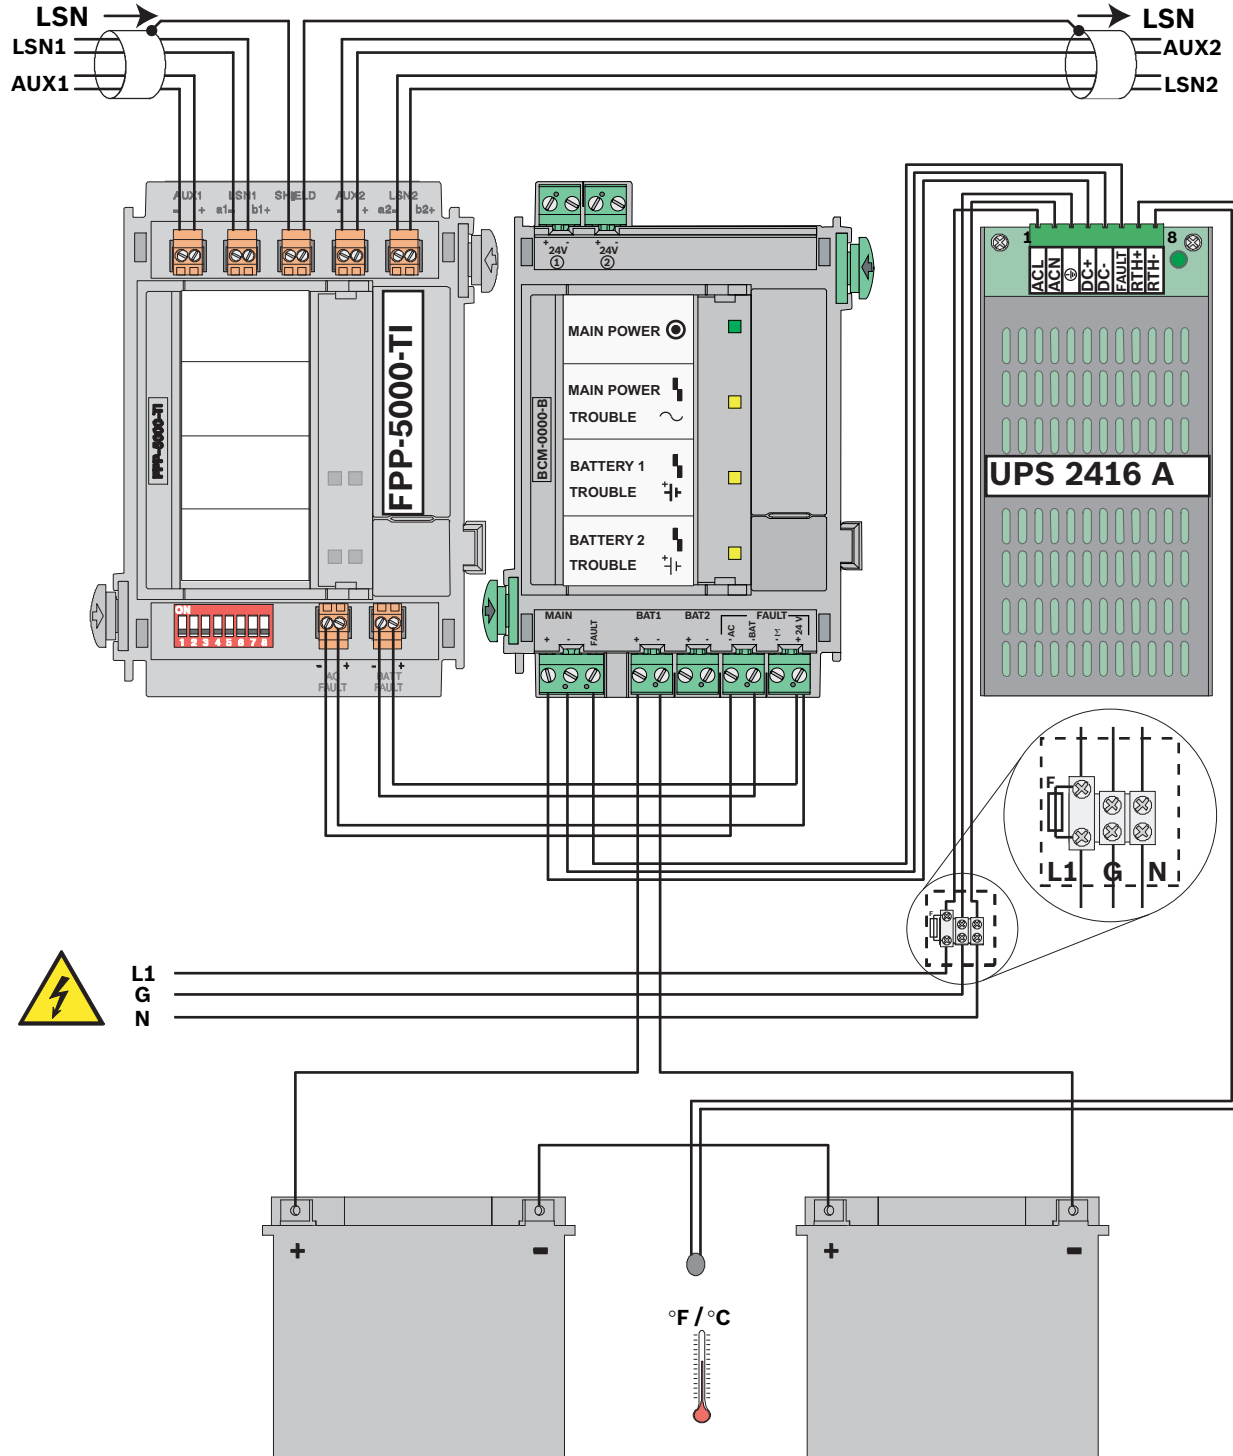 LSN
LSN
LSN1
AUX2
AUX1
LSN2
AUX1 LSN1 SHIELD AUX2 LSN2
- + a1- b1+ - + a2- b2+
FPP-5000-TI
FPP-5000-TI
ON
1 2 3 4 5 6 7 8
- + - +
AC FAULT
BATT FAULT
+ - + -
24V 24V
1 2
BCM-0000-B
MAIN POWER
MAIN POWER
TROUBLE
BATTERY 1
TROUBLE
+
BATTERY 2
TROUBLE
+
MAIN BAT1 BAT2 FAULT
+ - FAULT + - + - -AC -BAT +24 V
1 8
ACL
ACN
DC+
DC-
FAULT
RTH+
RTH-
UPS 2416 A
F
L1 G N
F
L1
G
N
+ - + -
°F / °C